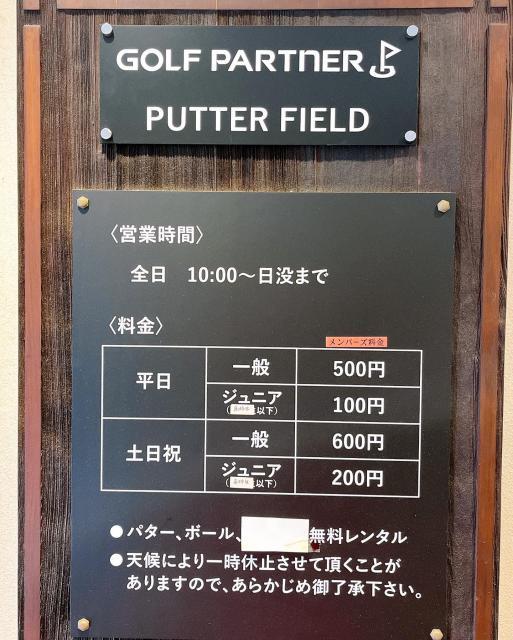 GOLF PARTNER
PUTTER FIELD
〈営業時間〉
全日 10:00〜日没まで
〈料金〉
メンバーズ料金
平日 一般 500円
ジュニア 100円
(以下)
土日祝 一般 600円
ジュニア 200円
(以下)
●パター、ボール、無料レンタル
●天候により一時休止させて頂くことが
ありますので、あらかじめ御了承下さい。